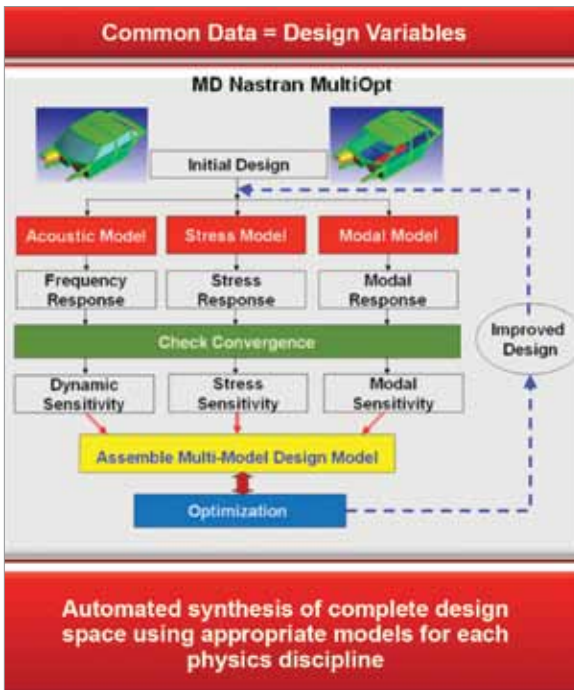 Common Data = Design Variables
MD Nastran MultiOpt
Initial Design
Acoustic Model
Stress Model
Modal Model
Frequency
Response
Stress
Response
Modal
Response
Check Convergence
Improved
Design
Dynamic
Sensitivity
Stress
Sensitivity
Modal
Sensitivity
Assemble Multi-Model Design Model
Optimization
Automated synthesis of complete design
space using appropriate models for each
physics discipline